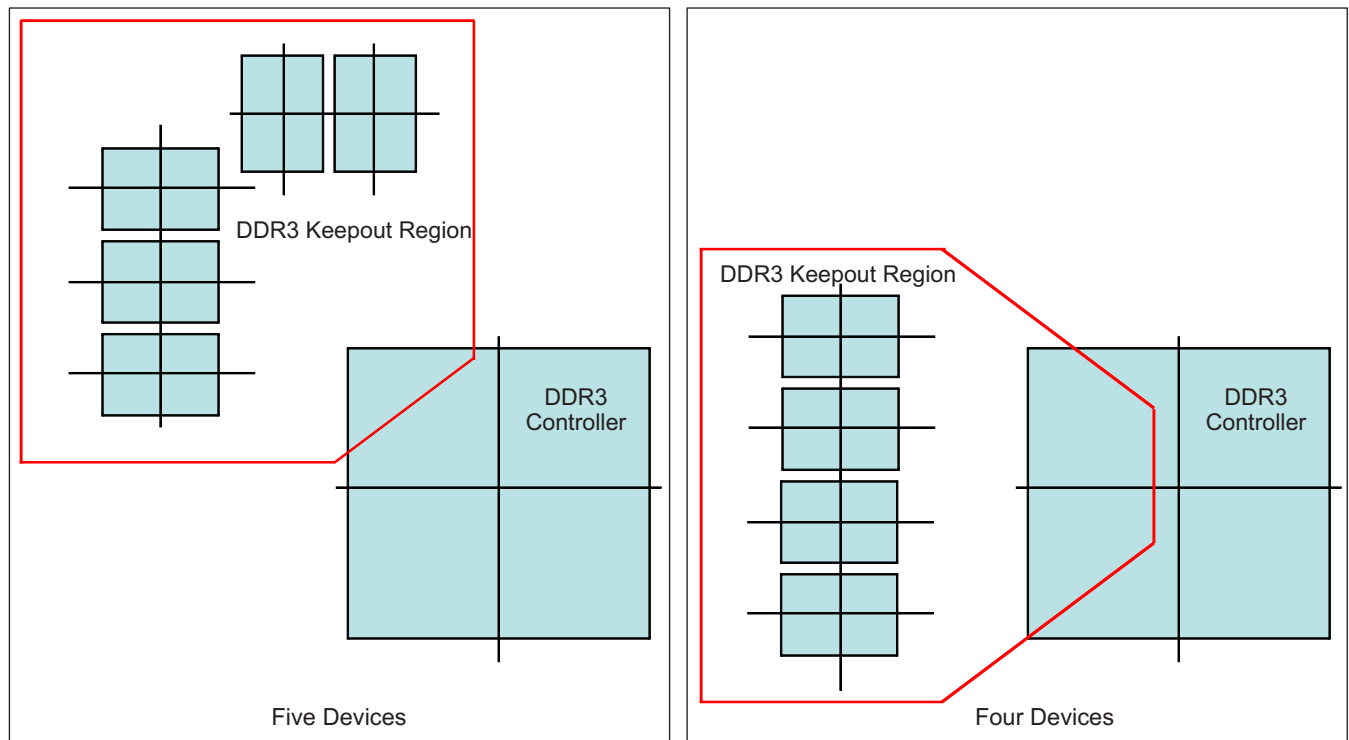 DDR3 Keepout Region
DDR3
Controller
Five Devices
DDR3 Keepout Region
DDR3
Controller
Four Devices